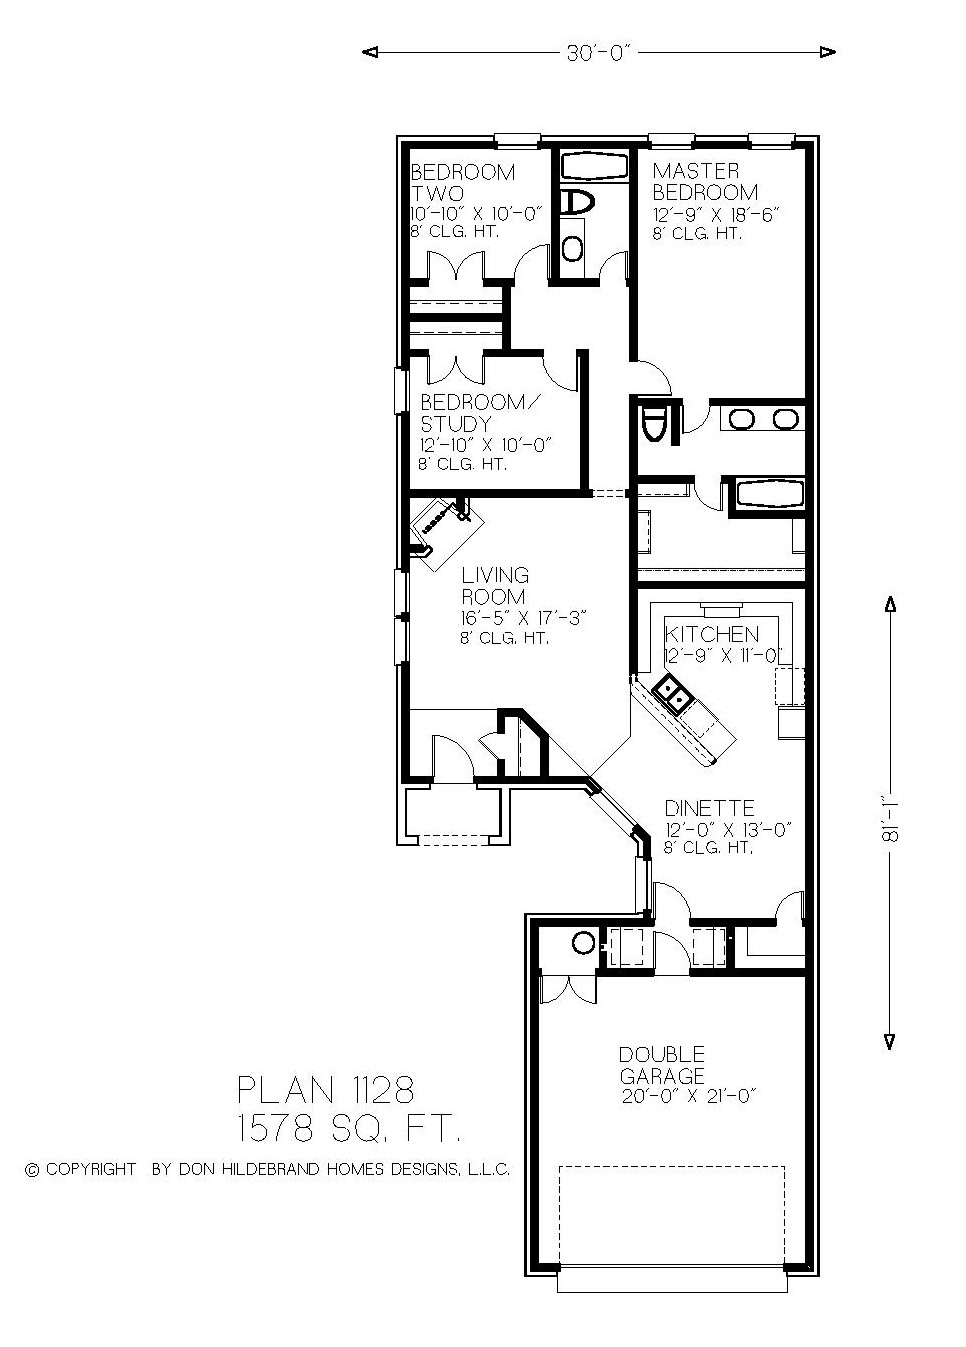 30'-0"
BEDROOM
TWO
10'-10" X 10'-0"
8' CLG. HT.
MASTER
BEDROOM
12'-9" X 18'-6"
8' CLG. HT.
BEDROOM/
STUDY
12'-10" X 10'-0"
8' CLG. HT.
LIVING
ROOM
16'-5" X 17'-3"
8' CLG. HT.
KITCHEN
12'-9" X 11'-0"
DINETTE
12'-0" X 13'-0"
8' CLG. HT.
81'-1"
DOUBLE
GARAGE
20'-0" X 21'-0"
PLAN 1128
1578 SQ. FT.
© COPYRIGHT BY DON HILDEBRAND HOMES DESIGNS, L.L.C.